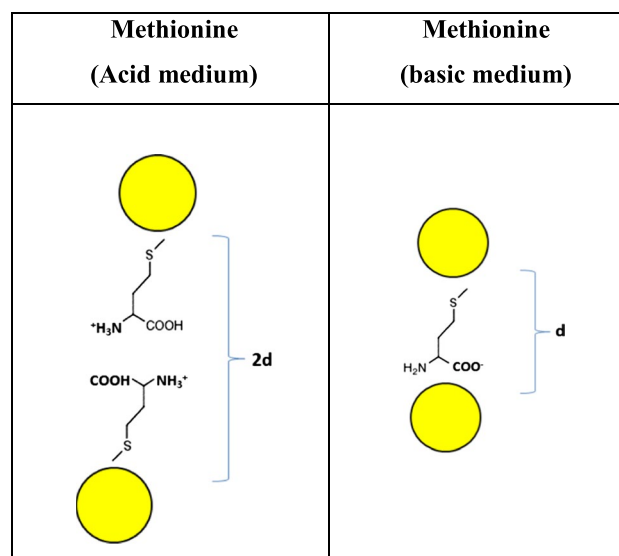 Methionine
(Acid medium)
Methionine
(basic medium)
S
⁺H₃N COOH
2d
COOH NH₃⁺
S
S
d
H₂N COO⁻